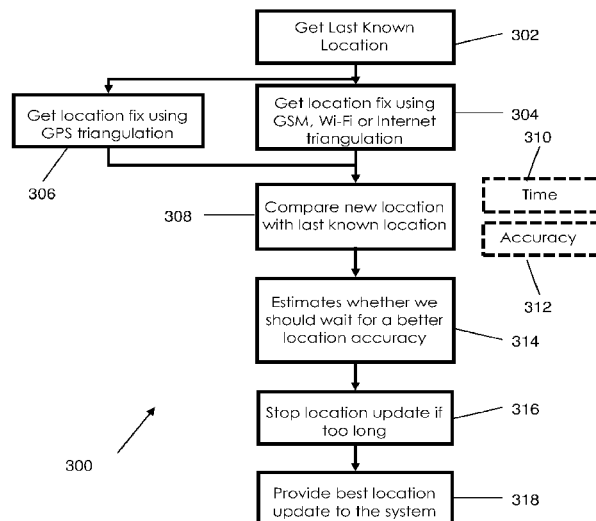 Get Last Known
Location
302
Get location fix using
GPS triangulation
306
Get location fix using
GSM, Wi-Fi or Internet
triangulation
304
310
Time
Accuracy
312
308
Compare new location
with last known location
Estimates whether we
should wait for a better
location accuracy
314
Stop location update if
too long
316
300
Provide best location
update to the system
318